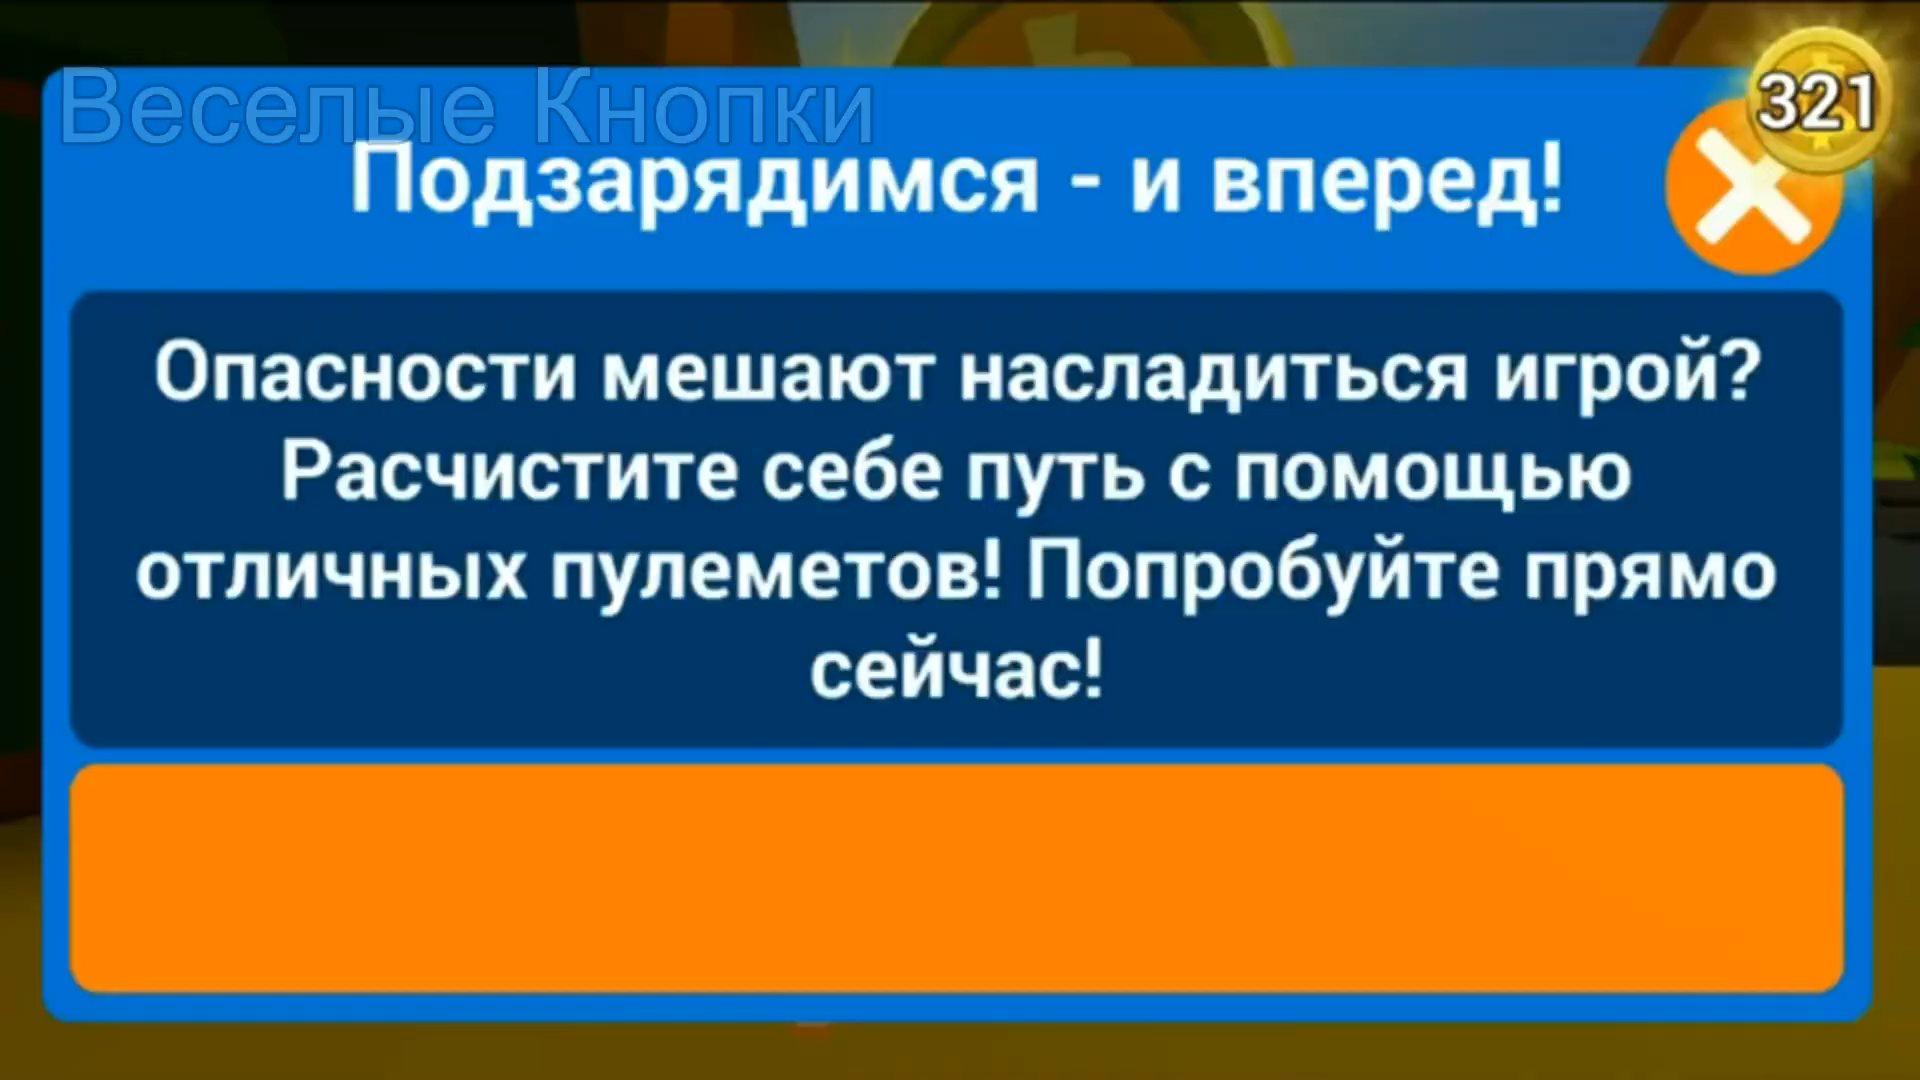 Веселые Кнопки
321
Подзарядимся - и вперед!
Опасности мешают насладиться игрой?
Расчистите себе путь с помощью
отличных пулеметов! Попробуйте прямо
сейчас!